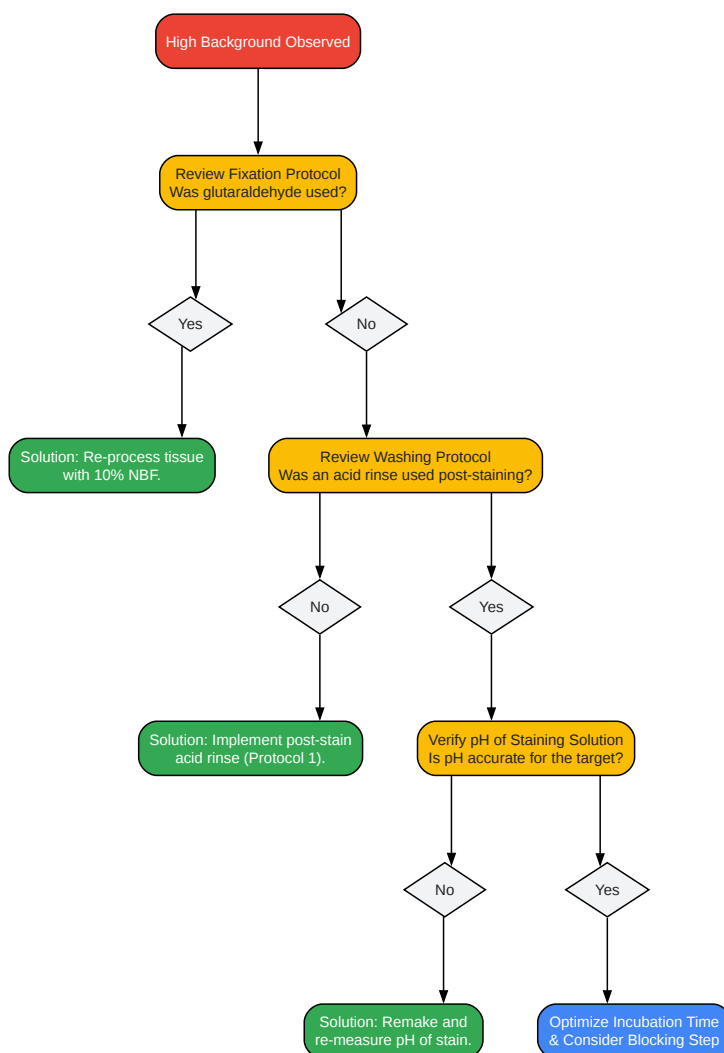 High Background Observed
Review Fixation Protocol
Was glutaraldehyde used?
Yes
No
Solution: Re-process tissue
with 10% NBF.
Review Washing Protocol
Was an acid rinse used post-staining?
No
Yes
Solution: Implement post-stain
acid rinse (Protocol 1).
Verify pH of Staining Solution
Is pH accurate for the target?
No
Yes
Solution: Remake and
re-measure pH of stain.
Optimize Incubation Time
& Consider Blocking Step